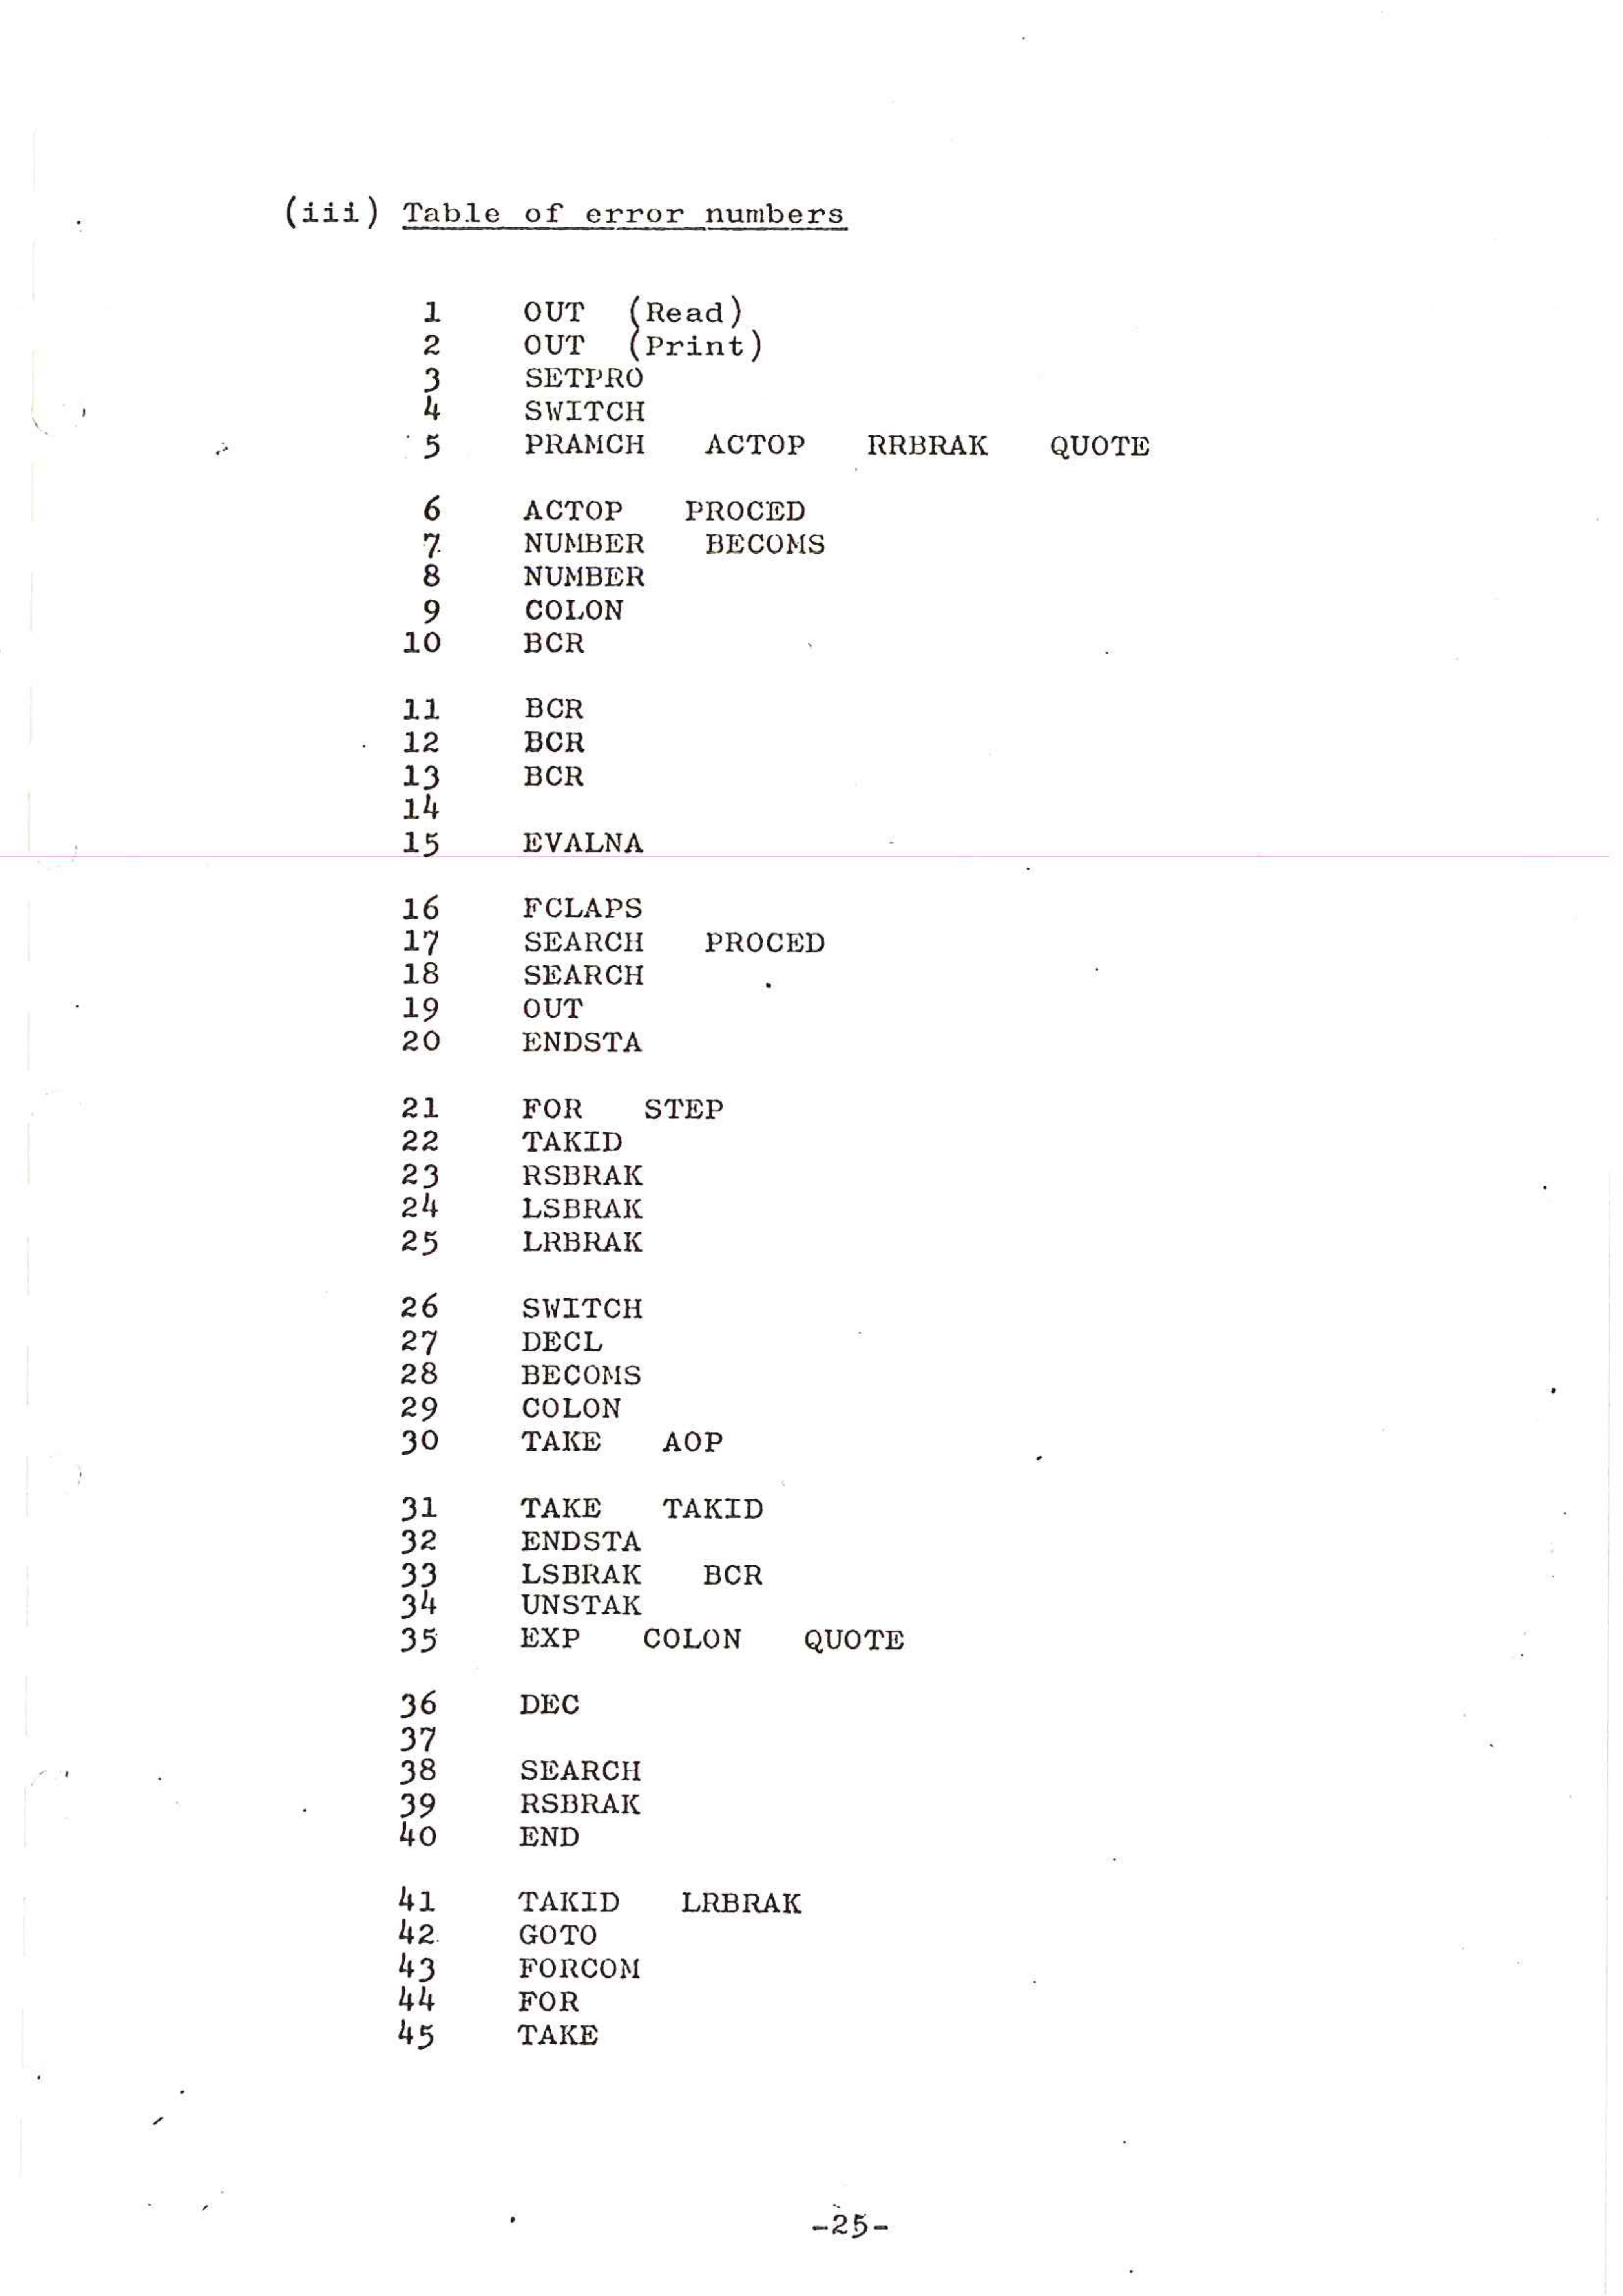 (iii) Table of error numbers
1 OUT (Read)
2 OUT (Print)
3 SETPRO
4 SWITCH
5 PRAMCH ACTOP RRBRAK QUOTE
6 ACTOP PROCED
7 NUMBER BECOMS
8 NUMBER
9 COLON
10 BCR
11 BCR
12 BCR
13 BCR
14
15 EVALNA
16 FCLAPS
17 SEARCH PROCED
18 SEARCH
19 OUT
20 ENDSTA
21 FOR STEP
22 TAKID
23 RSBRAK
24 LSBRAK
25 LRBRAK
26 SWITCH
27 DECL
28 BECOMS
29 COLON
30 TAKE AOP
31 TAKE TAKID
32 ENDSTA
33 LSBRAK BCR
34 UNSTAK
35 EXP COLON QUOTE
36 DEC
37
38 SEARCH
39 RSBRAK
40 END
41 TAKID LRBRAK
42 GOTO
43 FORCOM
44 FOR
45 TAKE
-25-